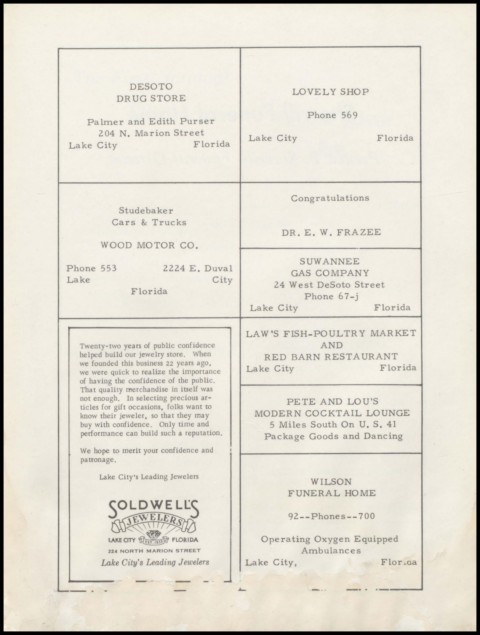 DESOTO
DRUG STORE
Palmer and Edith Purser
204 N. Marion Street
Lake City Florida
LOVELY SHOP
Phone 569
Lake City Florida
Studebaker
Cars & Trucks
WOOD MOTOR CO.
Phone 553 2224 E. Duval
Lake City
Florida
Congratulations
DR. E. W. FRAZEE
SUWANNEE
GAS COMPANY
24 West DeSoto Street
Phone 67-j
Lake City Florida
LAW'S FISH-POULTRY MARKET
AND
RED BARN RESTAURANT
Lake City Florida
PETE AND LOU'S
MODERN COCKTAIL LOUNGE
5 Miles South On U. S. 41
Package Goods and Dancing
WILSON
FUNERAL HOME
92--Phones--700
Operating Oxygen Equipped
Ambulances
Lake City, Florida
Twenty-two years of public confidence
helped build our jewelry store. When
we founded this business 22 years ago,
we were quick to realize the importance
of having the confidence of the public.
That quality merchandise in itself was
not enough. In selecting precious ar-
ticles for gift occasions, folks want to
know their jeweler, so that they may
buy with confidence. Only time and
performance can build such a reputation.
We hope to merit your confidence and
patronage.
Lake City's Leading Jewelers
SOLDWELL'S
JEWELERS
LAKE CITY FLORIDA
324 NORTH MARION STREET
Lake City's Leading Jewelers